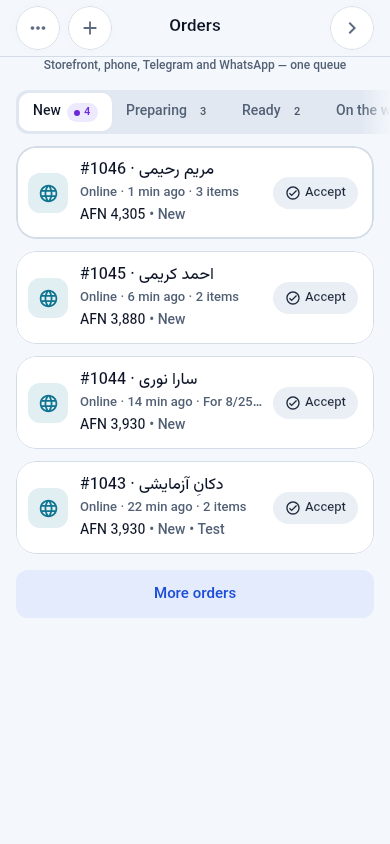 Orders
Storefront, phone, Telegram and WhatsApp — one queue
New 4 Preparing 3 Ready 2 On the
#1046 · مریم رحیمی
Online · 1 min ago · 3 items
AFN 4,305 • New
Accept
#1045 · احمد کریمی
Online · 6 min ago · 2 items
AFN 3,880 • New
Accept
#1044 · سارا نوری
Online · 14 min ago · For 8/25…
AFN 3,930 • New
Accept
#1043 · دکانِ آزمایشی
Online · 22 min ago · 2 items
AFN 3,930 • New • Test
Accept
More orders